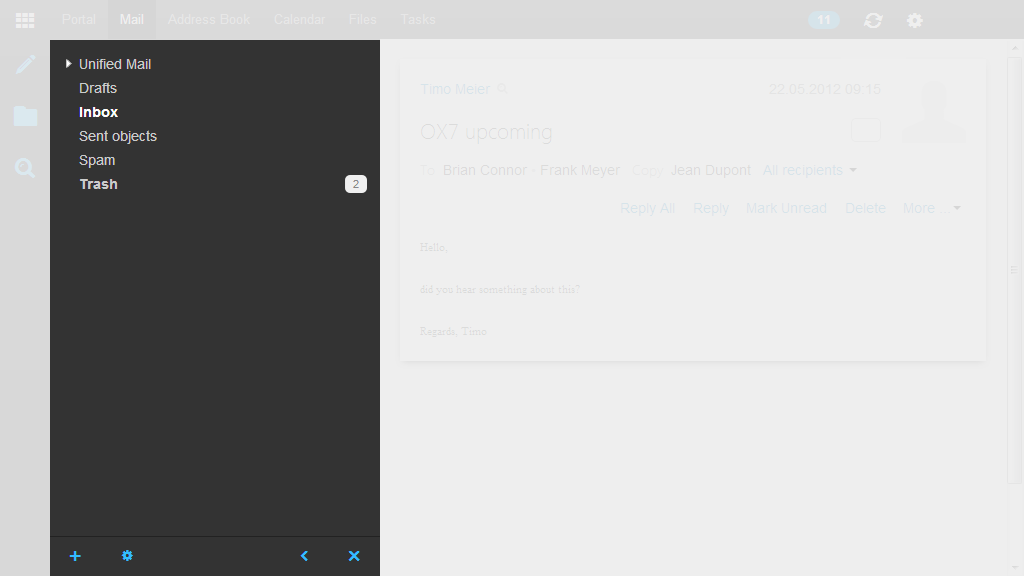 Portal Mail Address Book Calendar Files Tasks 11
Unified Mail
Drafts
Inbox
Sent objects
Spam
Trash 2
Timo Meier 22.05.2012 09:15
OX7 upcoming
To Brian Connor · Frank Meyer Copy Jean Dupont All recipients
Reply All Reply Mark Unread Delete More
Hello,
did you hear something about this?
Regards, Timo